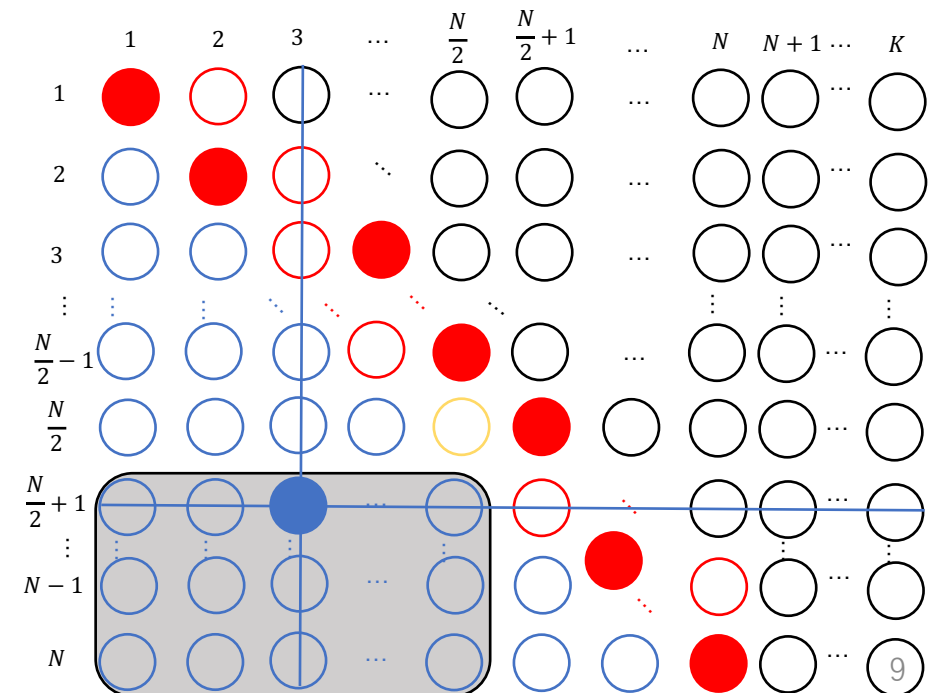 1 2 3 ⋯ N/2 N/2 + 1 ⋯ N N + 1 ⋯ K
1 ⋯ ⋯ ⋯
2 ⋱ ⋯ ⋯
3 ⋯ ⋯
⋮ ⋮ ⋮ ⋱ ⋱ ⋱ ⋱ ⋮ ⋮ ⋮
N/2 − 1 ⋯ ⋯
N/2 ⋯
N/2 + 1 ⋯ ⋱ ⋯
⋮ ⋮ ⋮ ⋮ ⋮ ⋮ ⋮
N − 1 ⋯ ⋱ ⋯
N ⋯ ⋯ 9